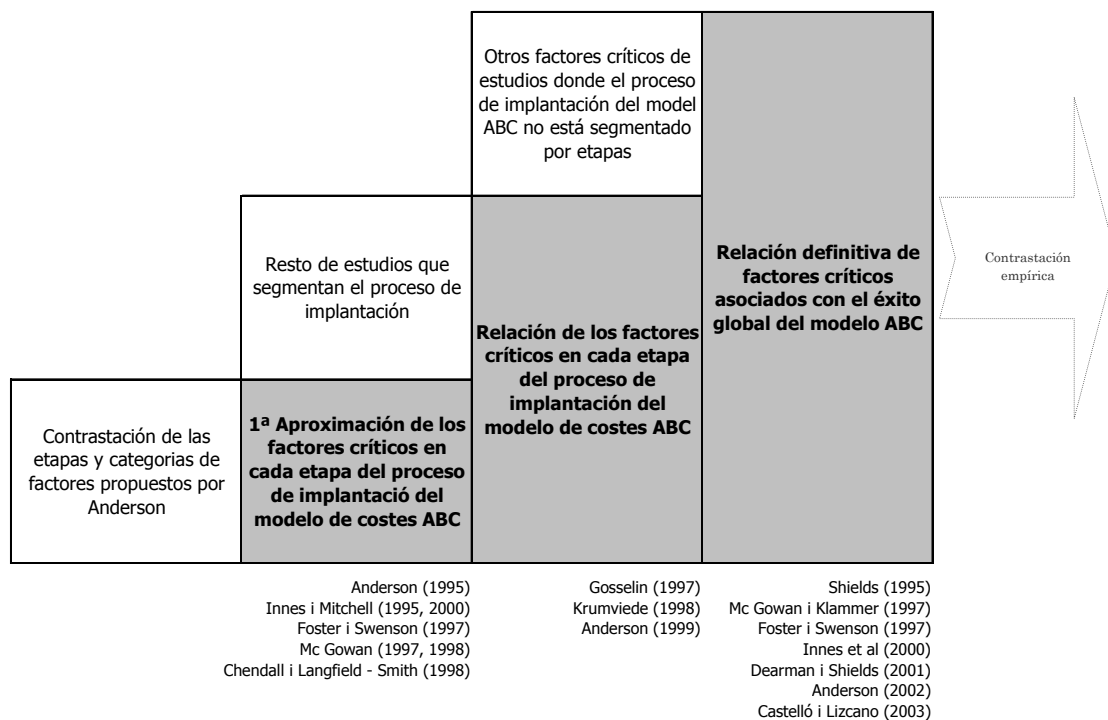 Otros factores críticos de
estudios donde el proceso
de implantación del model
ABC no está segmentado
por etapas
Resto de estudios que
segmentan el proceso de
implantación
Contrastación de las
etapas y categorias de
factores propuestos por
Anderson
1ª Aproximación de los
factores críticos en
cada etapa del proceso
de implantació del
modelo de costes ABC
Relación de los factores
críticos en cada etapa
del proceso de
implantación del
modelo de costes ABC
Relación definitiva de
factores críticos
asociados con el éxito
global del modelo ABC
Contrastación
empírica
Anderson (1995)
Innes i Mitchell (1995, 2000)
Foster i Swenson (1997)
Mc Gowan (1997, 1998)
Chendall i Langfield - Smith (1998)
Gosselin (1997)
Krumviede (1998)
Anderson (1999)
Shields (1995)
Mc Gowan i Klammer (1997)
Foster i Swenson (1997)
Innes et al (2000)
Dearman i Shields (2001)
Anderson (2002)
Castelló i Lizcano (2003)